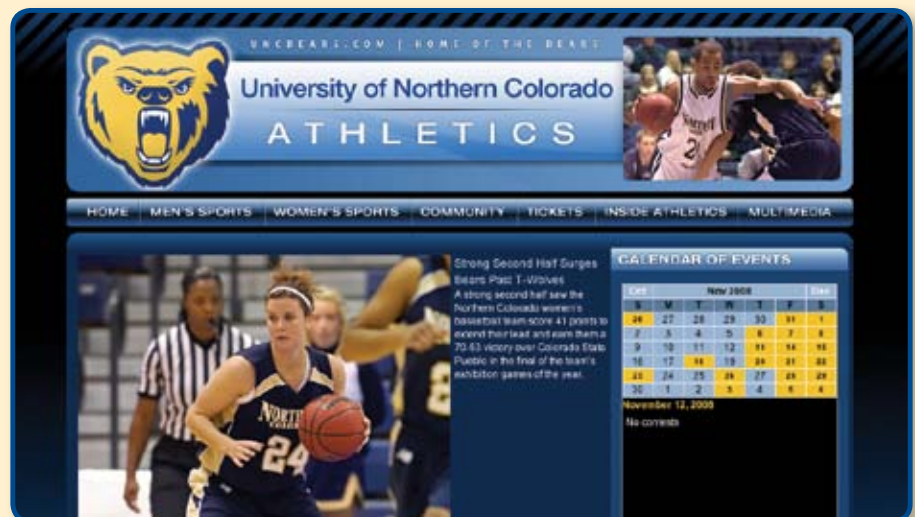 UNCBEARS.COM | HOME OF THE BEARS
University of Northern Colorado
ATHLETICS
HOME MEN'S SPORTS WOMEN'S SPORTS COMMUNITY TICKETS INSIDE ATHLETICS MULTIMEDIA
Strong Second Half Surges
Bears Past T-Wolves
A strong second half saw the
Northern Colorado women's
basketball team score 41 points to
extend their lead and earn them a
70-63 victory over Colorado State
Pueblo in the final of the team's
exhibition games of the year.
NORTH
24
CALENDAR OF EVENTS
Oct Nov 2008 Dec
S M T W T F S
26 27 28 29 30 31 1
3 4 5 6 7 8
9 10 11 12 13 14 15
16 17 18 19 20 21 22
23 24 25 26 27 28 29
30 1 2 3 4 5 6
November 12, 2008
No contests